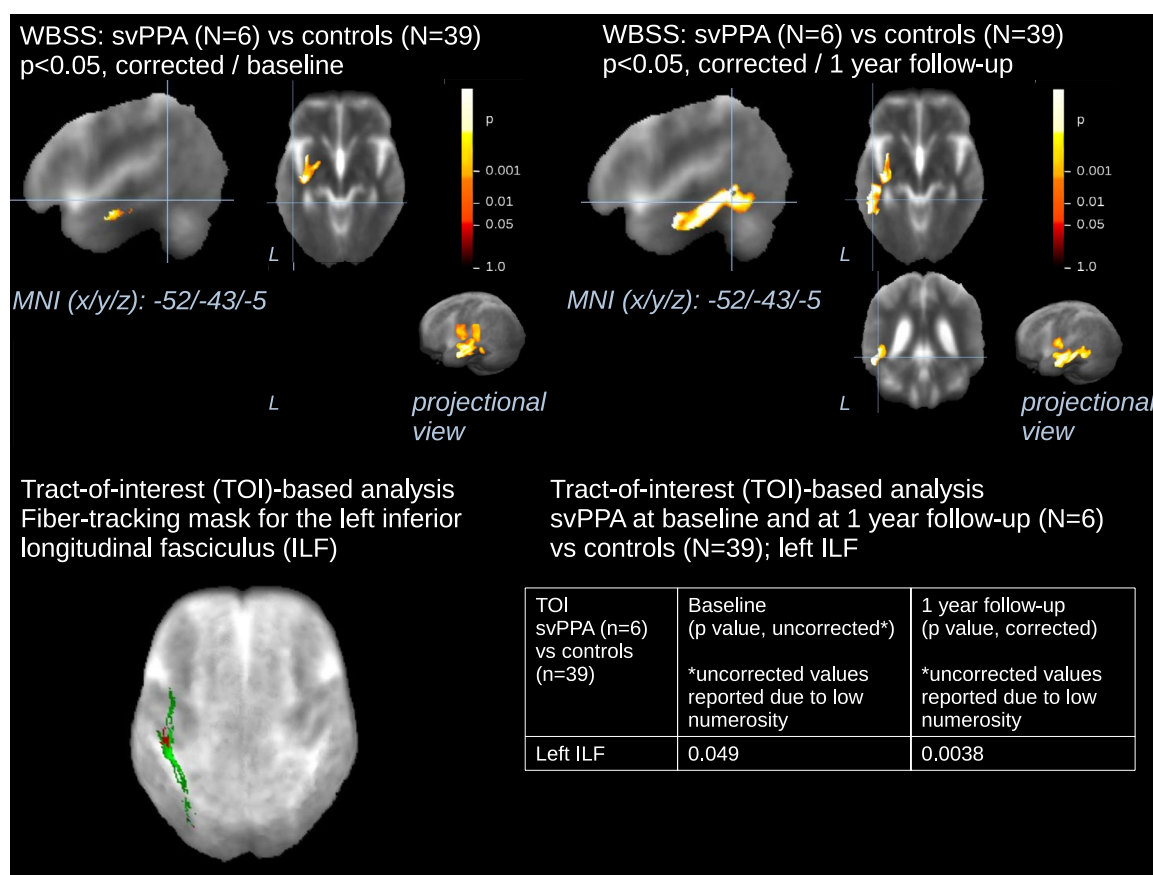 WBSS: svPPA (N=6) vs controls (N=39)
p<0.05, corrected / baseline
p
0.001
0.01
0.05
1.0
L
MNI (x/y/z): -52/-43/-5
L
projectional
view
WBSS: svPPA (N=6) vs controls (N=39)
p<0.05, corrected / 1 year follow-up
p
0.001
0.01
0.05
1.0
L
MNI (x/y/z): -52/-43/-5
L
projectional
view
Tract-of-interest (TOI)-based analysis
Fiber-tracking mask for the left inferior
longitudinal fasciculus (ILF)
Tract-of-interest (TOI)-based analysis
svPPA at baseline and at 1 year follow-up (N=6)
vs controls (N=39); left ILF
TOI
svPPA (n=6)
vs controls
(n=39)
Baseline
(p value, uncorrected*)
*uncorrected values
reported due to low
numerosity
1 year follow-up
(p value, corrected)
*uncorrected values
reported due to low
numerosity
Left ILF
0.049
0.0038